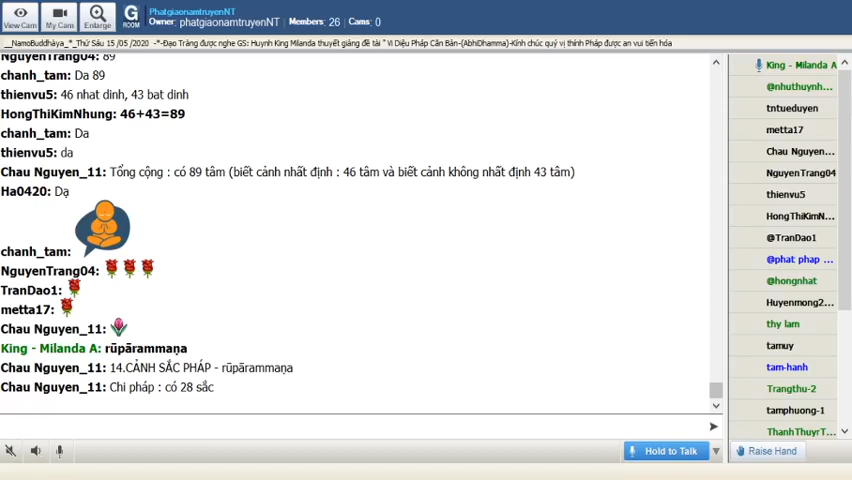 View Cam
My Cam
Enlarge
G
ROOM
PhatgiaonamtruyenNT
Owner: phatgiaonamtruyenNT
Members: 26
Cams: 0
__NamoBuddhàya_*_Thứ Sáu 15 /05 /2020 -*-Đạo Tràng được nghe GS: Huynh King Milanda thuyết giảng đề tài " Vi Diệu Pháp Căn Bản-(AbhiDhamma)-Kính chúc quý vị thính Pháp được an vui tiến hóa
NguyenTrang04: 89
chanh_tam: Da 89
thienvu5: 46 nhat dinh, 43 bat dinh
HongThiKimNhung: 46+43=89
chanh_tam: Da
thienvu5: da
Chau Nguyen_11: Tổng cộng : có 89 tâm (biết cảnh nhất định : 46 tâm và biết cảnh không nhất định 43 tâm)
Ha0420: Dạ
chanh_tam:
NguyenTrang04:
TranDao1:
metta17:
Chau Nguyen_11:
King - Milanda A: rūpārammaṇa
Chau Nguyen_11: 14.CẢNH SẮC PHÁP - rūpārammaṇa
Chau Nguyen_11: Chi pháp : có 28 sắc
Hold to Talk
King - Milanda A
@nhuthuynh...
tntueduyen
metta17
Chau Nguyen...
NguyenTrang04
thienvu5
HongThiKimN...
@TranDao1
@phat phap ...
@hongnhat
Huyenmong2...
thy lam
tamuy
tam-hanh
Trangthu-2
tamphuong-1
ThanhThuyrT...
Raise Hand